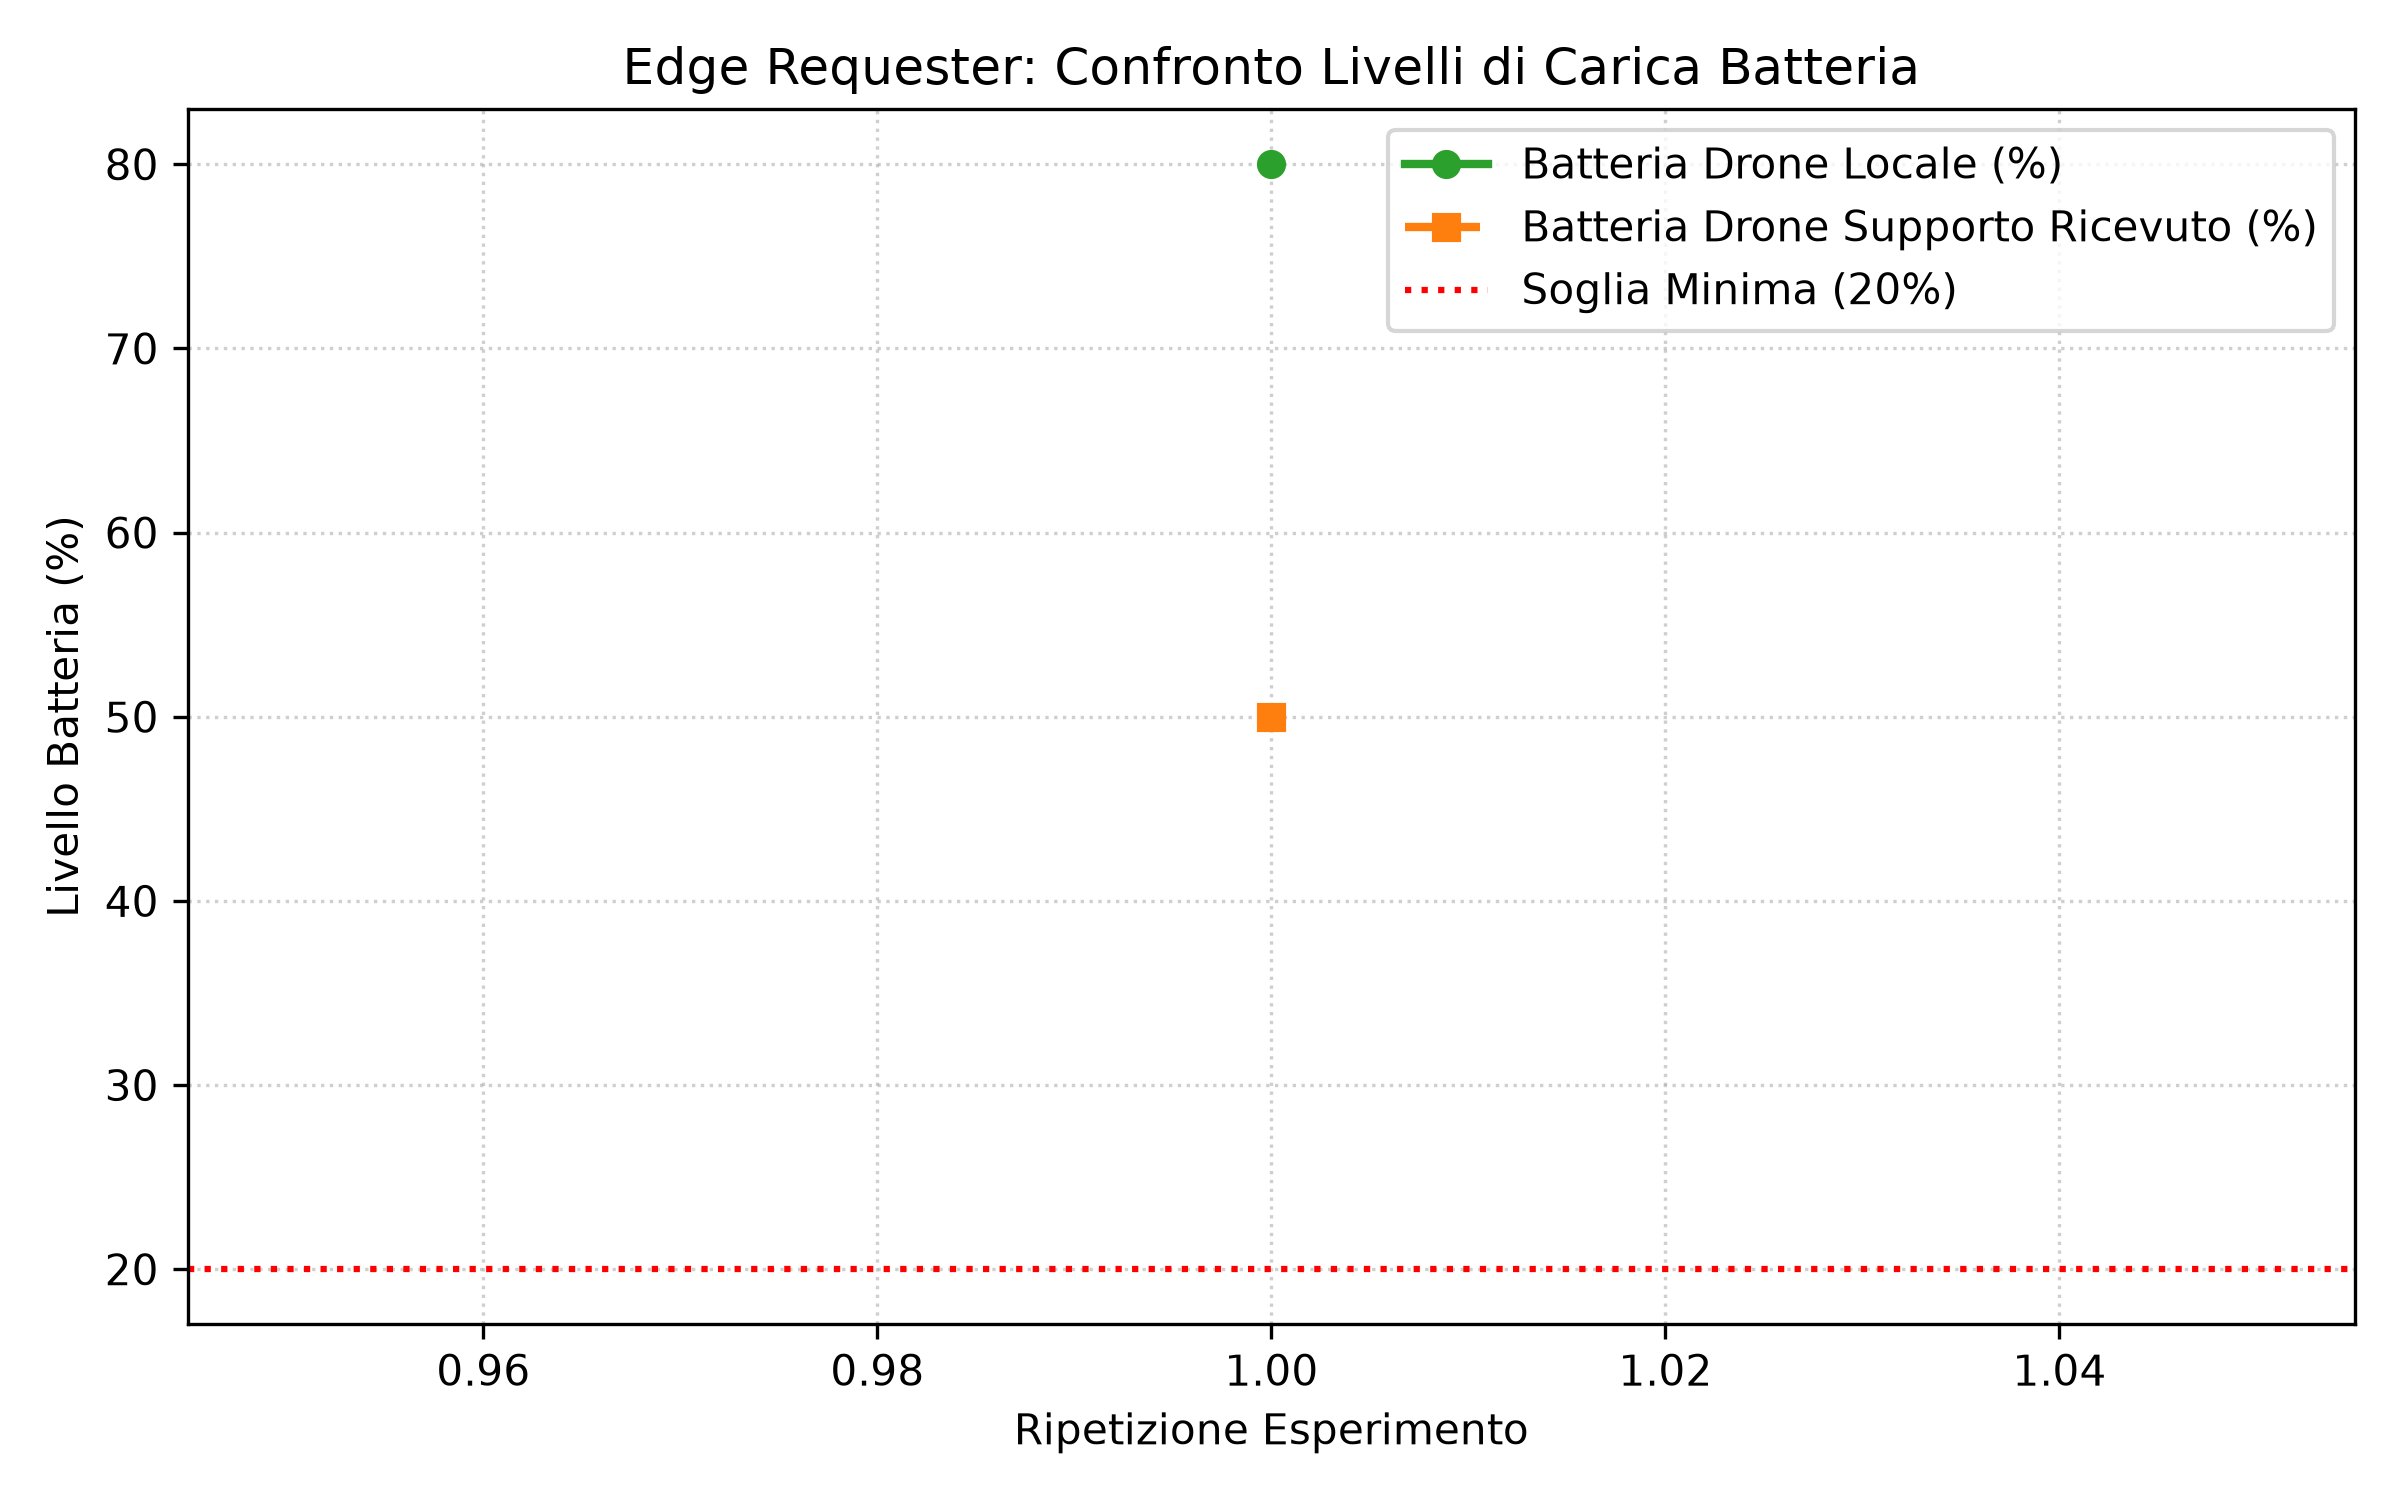 Edge Requester: Confronto Livelli di Carica Batteria
Batteria Drone Locale (%)
Batteria Drone Supporto Ricevuto (%)
Soglia Minima (20%)
Livello Batteria (%)
80
70
60
50
40
30
20
0.96 0.98 1.00 1.02 1.04
Ripetizione Esperimento